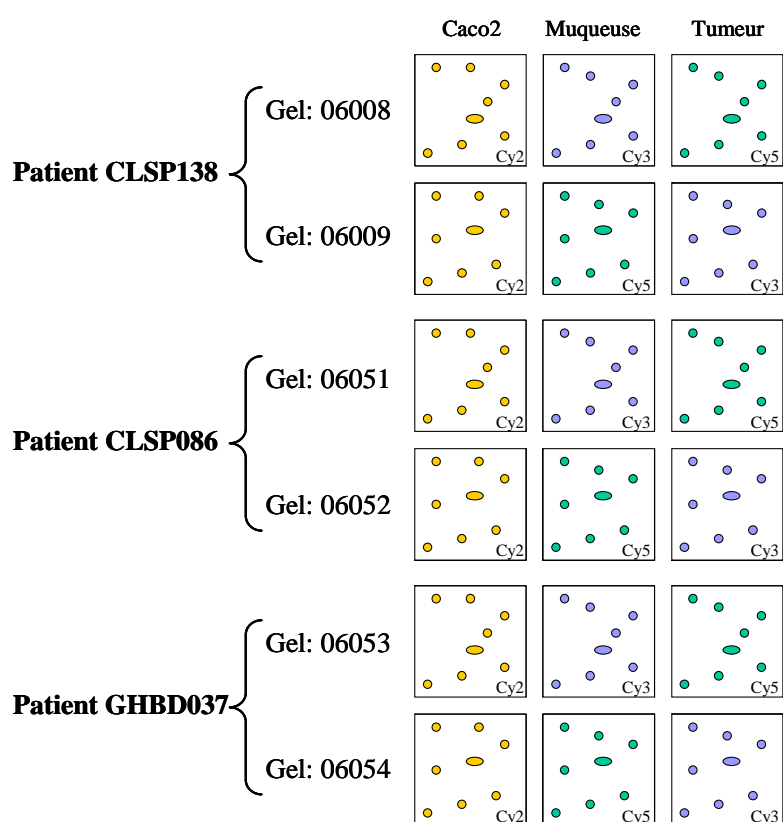 Caco2 Muqueuse Tumeur
Gel: 06008
Cy2 Cy3 Cy5
Patient CLSP138
Gel: 06009
Cy2 Cy5 Cy3
Gel: 06051
Cy2 Cy3 Cy5
Patient CLSP086
Gel: 06052
Cy2 Cy5 Cy3
Gel: 06053
Cy2 Cy3 Cy5
Patient GHBD037
Gel: 06054
Cy2 Cy5 Cy3